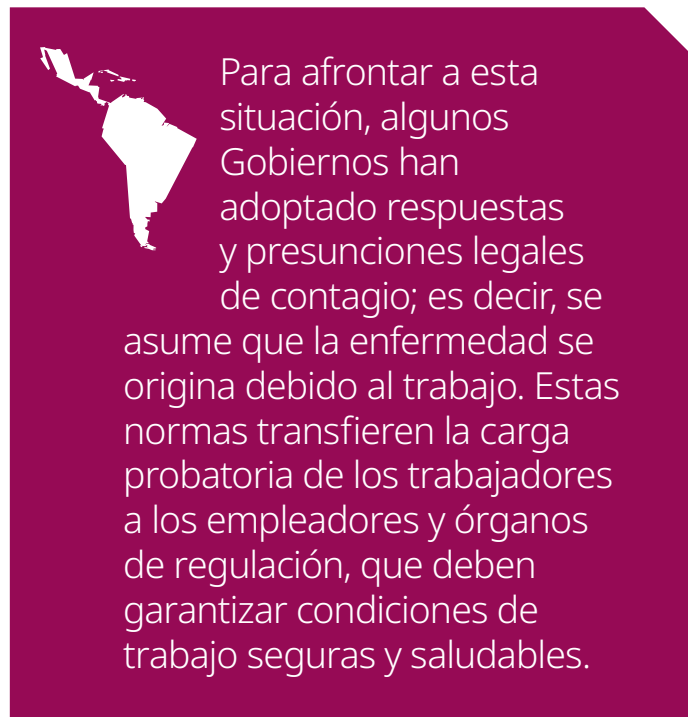 Para afrontar a esta
situación, algunos
Gobiernos han
adoptado respuestas
y presunciones legales
de contagio; es decir, se
asume que la enfermedad se
origina debido al trabajo. Estas
normas transfieren la carga
probatoria de los trabajadores
a los empleadores y órganos
de regulación, que deben
garantizar condiciones de
trabajo seguras y saludables.